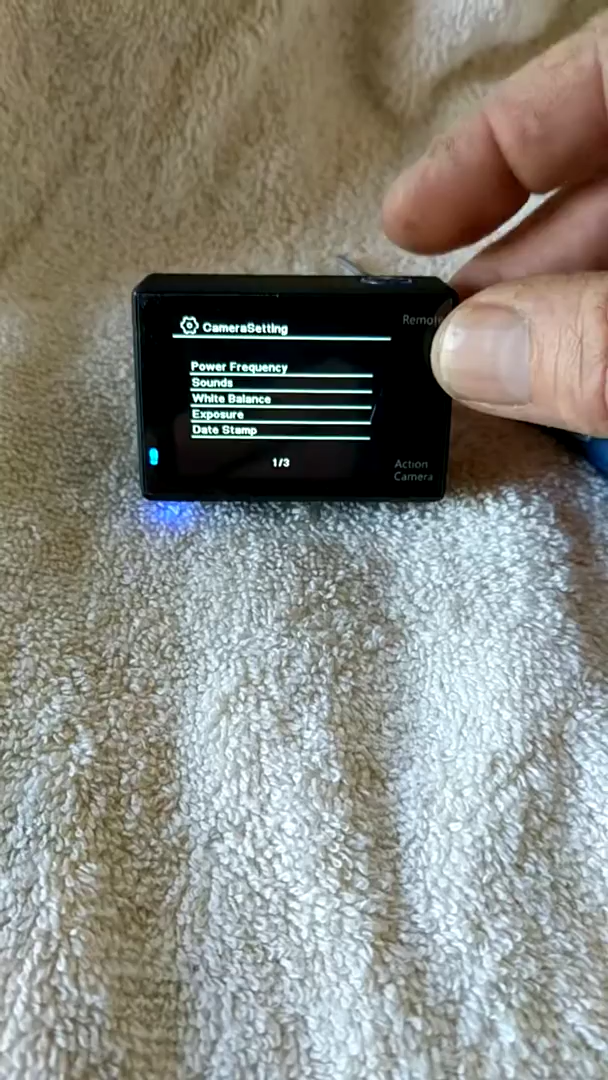 CameraSetting
Power Frequency
Sounds
White Balance
Exposure
Date Stamp
1/3
Action
Camera